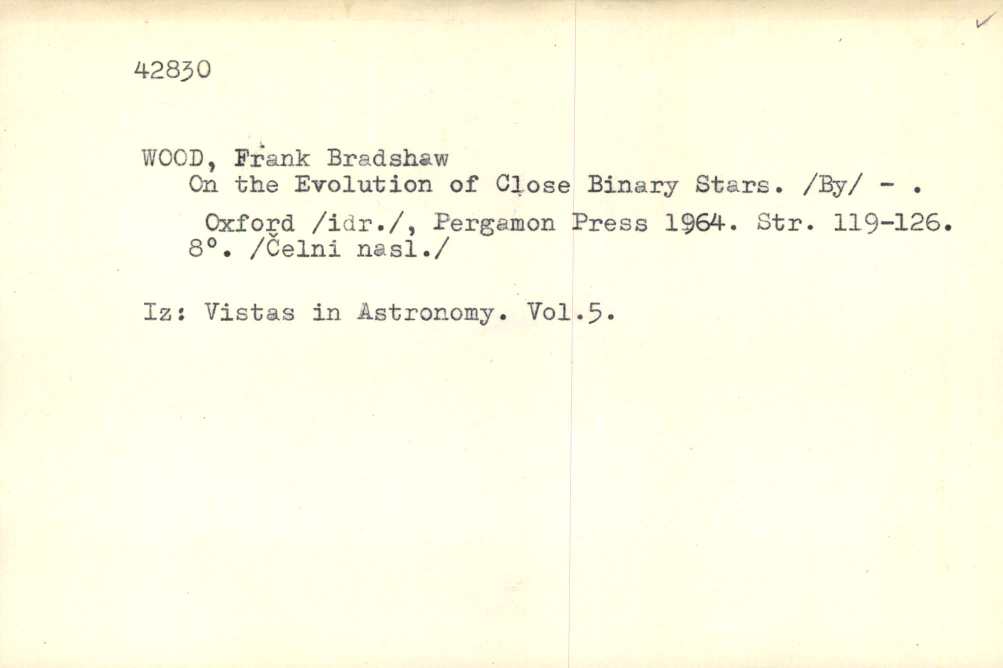 42830
WOOD, Frank Bradshaw
On the Evolution of Close Binary Stars. /By/ - .
Oxford /idr./, Pergamon Press 1964. Str. 119-126.
8°. /Čelni nasl./
Iz: Vistas in Astronomy. Vol.5.